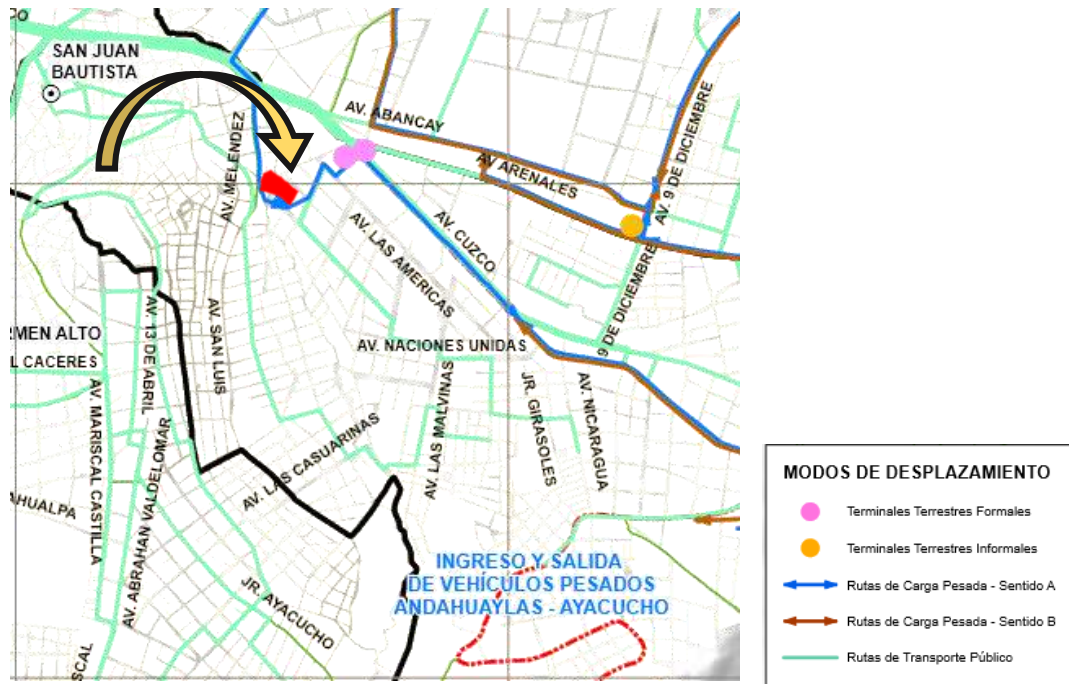 CO
SAN JUAN
BAUTISTA
AV. MELENDEZ
AV. ABANCAY
AV ARENALES
AV. 9 DE DICIEMBRE
AV. CUZCO
AV. LAS AMERICAS
9 DE DICIEMBRE
RMEN ALTO
L CACERES
AV. 13 DE ABRIL
AV. SAN LUIS
AV. NACIONES UNIDAS
AV. MARISCAL CASTILLA
AV. LAS MALVINAS
JR. GIRASOLES
AV. NICARAGUA
AV. LAS CASUARINAS
AHUALPA
AV. ABRAHAN VALDELOMAR
JR. AYACUCHO
SCAL
INGRESO Y SALIDA
DE VEHÍCULOS PESADOS
ANDAHUAYLAS - AYACUCHO
MODOS DE DESPLAZAMIENTO
Terminales Terrestres Formales
Terminales Terrestres Informales
Rutas de Carga Pesada - Sentido A
Rutas de Carga Pesada - Sentido B
Rutas de Transporte Público